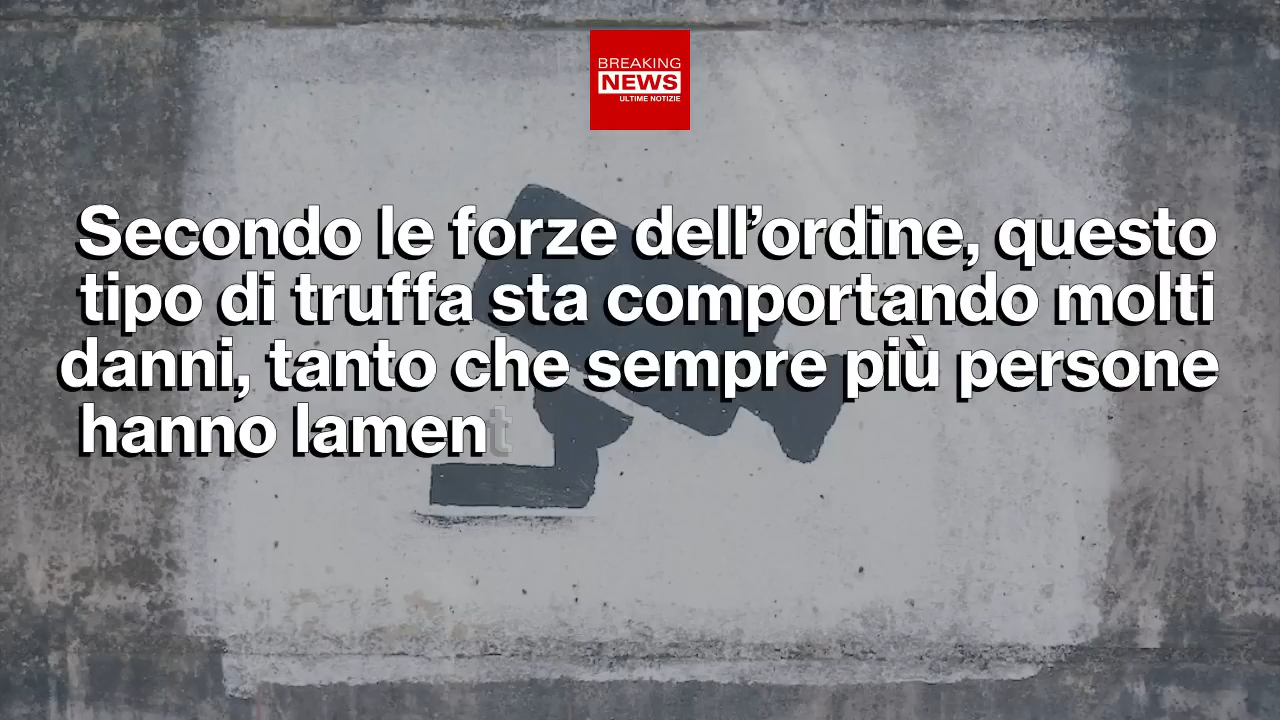 BREAKING
NEWS
ULTIME NOTIZIE
Secondo le forze dell’ordine, questo
tipo di truffa sta comportando molti
danni, tanto che sempre più persone
hanno lament